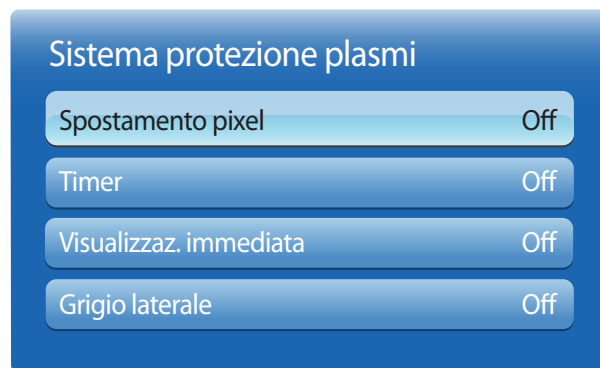 Sistema protezione plasmi
Spostamento pixel Off
Timer Off
Visualizzaz. immediata Off
Grigio laterale Off